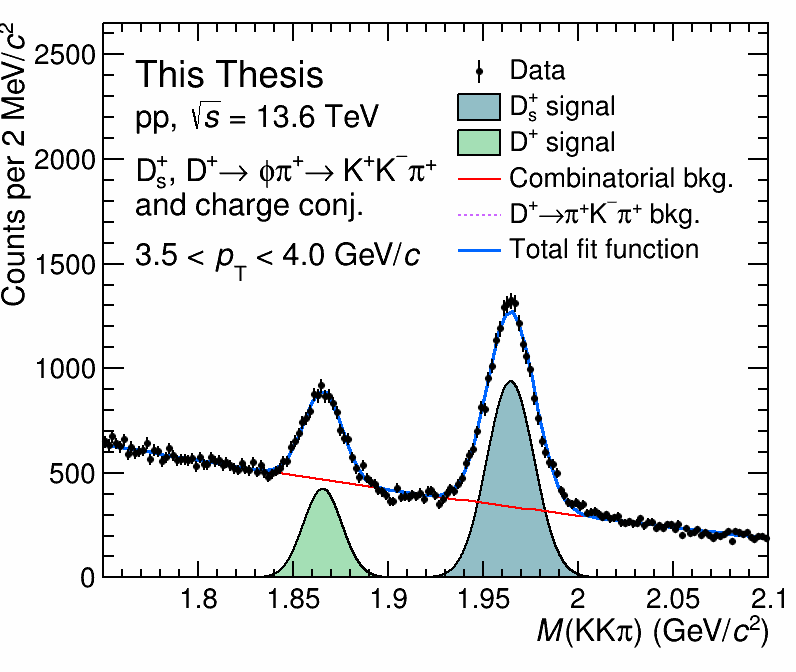 Counts per 2 MeV/c²
2500
2000
1500
1000
500
0
This Thesis
pp, √s = 13.6 TeV
Dₛ⁺, D⁺→ ϕπ⁺→ K⁺K⁻π⁺
and charge conj.
3.5 < p_T < 4.0 GeV/c
Data
Dₛ⁺ signal
D⁺ signal
Combinatorial bkg.
D⁺→π⁺K⁻π⁺ bkg.
Total fit function
1.8 1.85 1.9 1.95 2 2.05 2.1
M(KKπ) (GeV/c²)